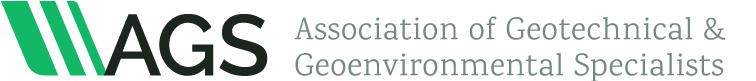 AGS
Association of Geotechnical &
Geoenvironmental Specialists